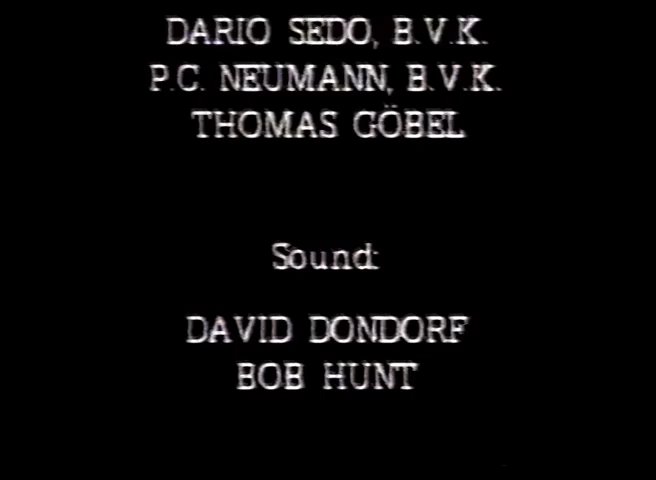 DARIO SEDO, B.V.K.
P.C. NEUMANN, B.V.K.
THOMAS GÖBEL
Sound:
DAVID DONDORF
BOB HUNT